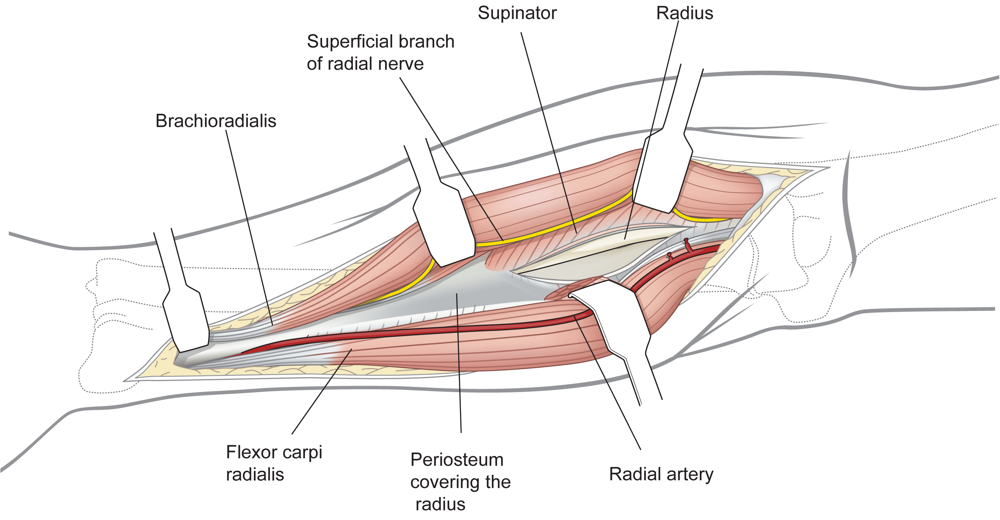 Supinator
Radius
Superficial branch
of radial nerve
Brachioradialis
Flexor carpi
radialis
Periosteum
covering the
radius
Radial artery